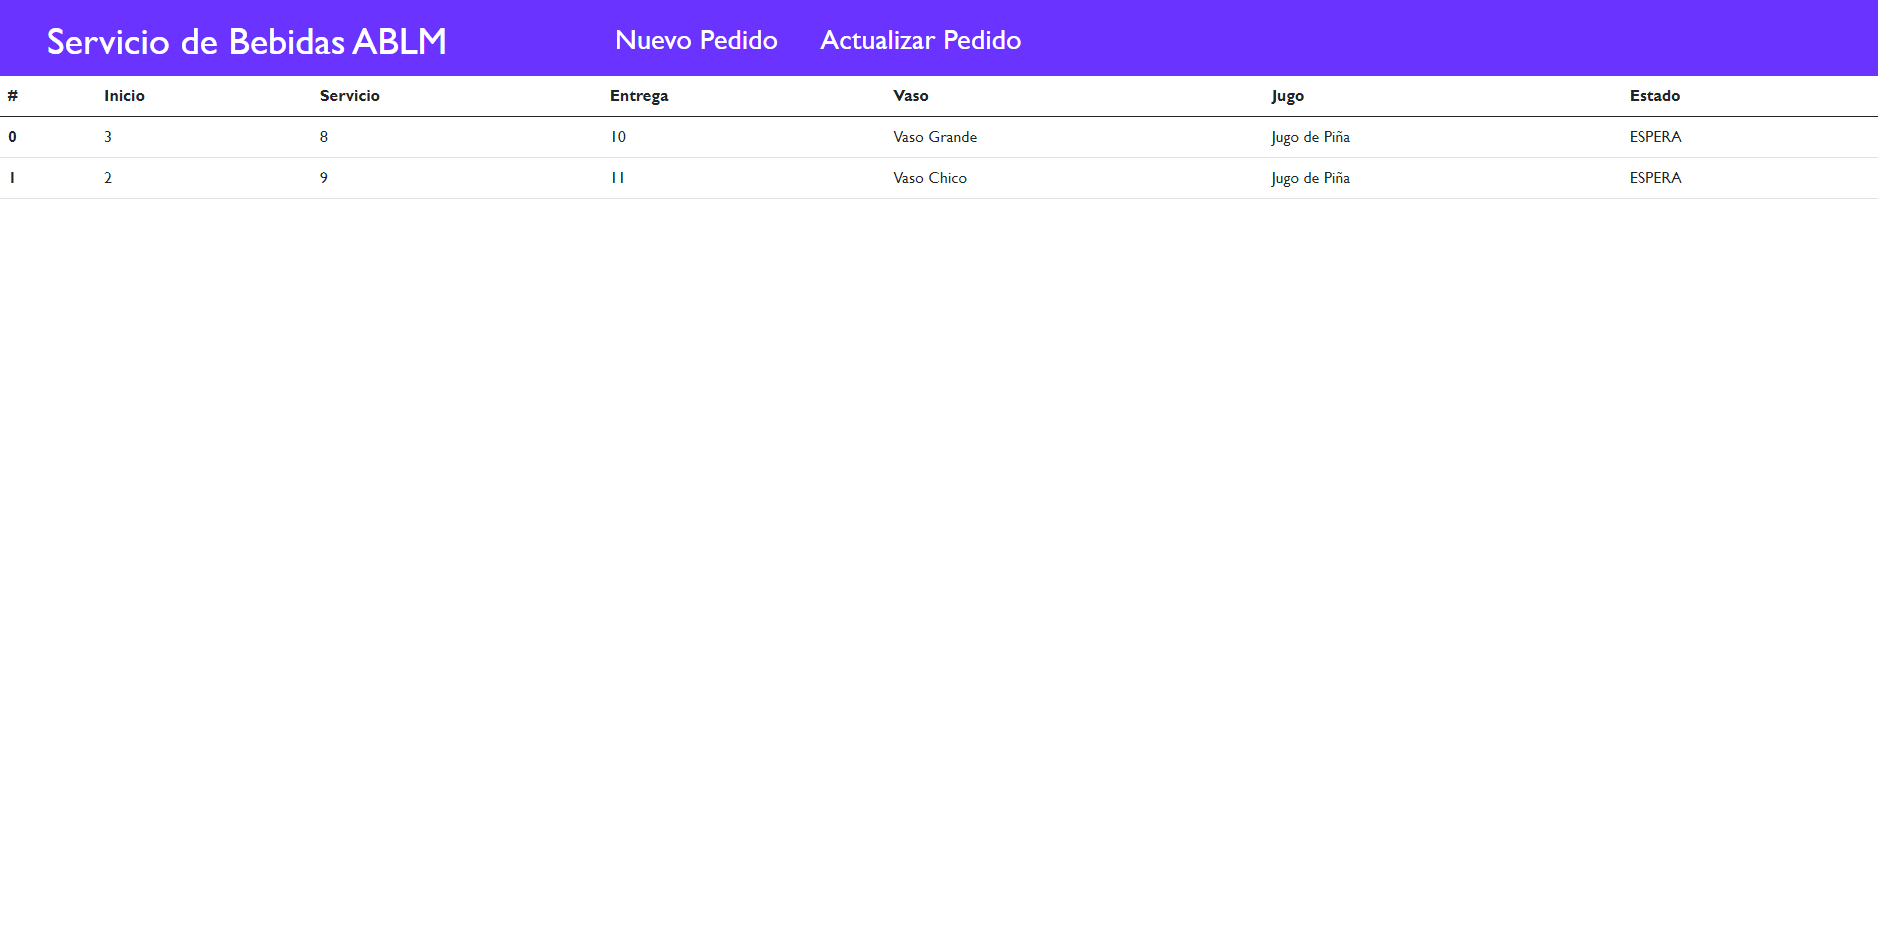 Servicio de Bebidas ABLM Nuevo Pedido Actualizar Pedido
# Inicio Servicio Entrega Vaso Jugo Estado
0 3 8 10 Vaso Grande Jugo de Piña ESPERA
1 2 9 11 Vaso Chico Jugo de Piña ESPERA